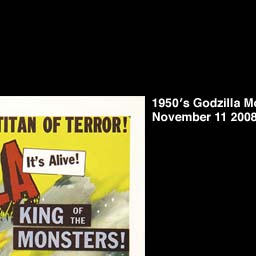 1950's Godzilla Mo
November 11 2008
TITAN OF TERROR!
It's Alive!
KING OF THE
MONSTERS!